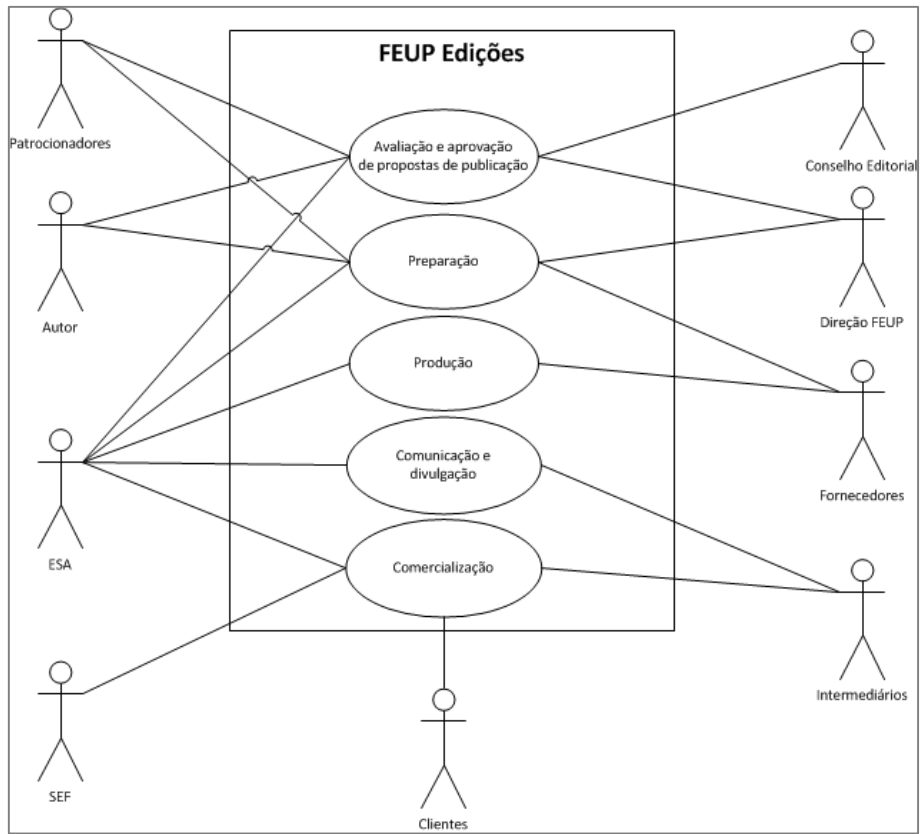 FEUP Edições
Patrocionadores
Avaliação e aprovação
de propostas de publicação
Conselho Editorial
Autor
Preparação
Direção FEUP
Produção
Comunicação e
divulgação
Fornecedores
ESA
Comercialização
Intermediários
SEF
Clientes